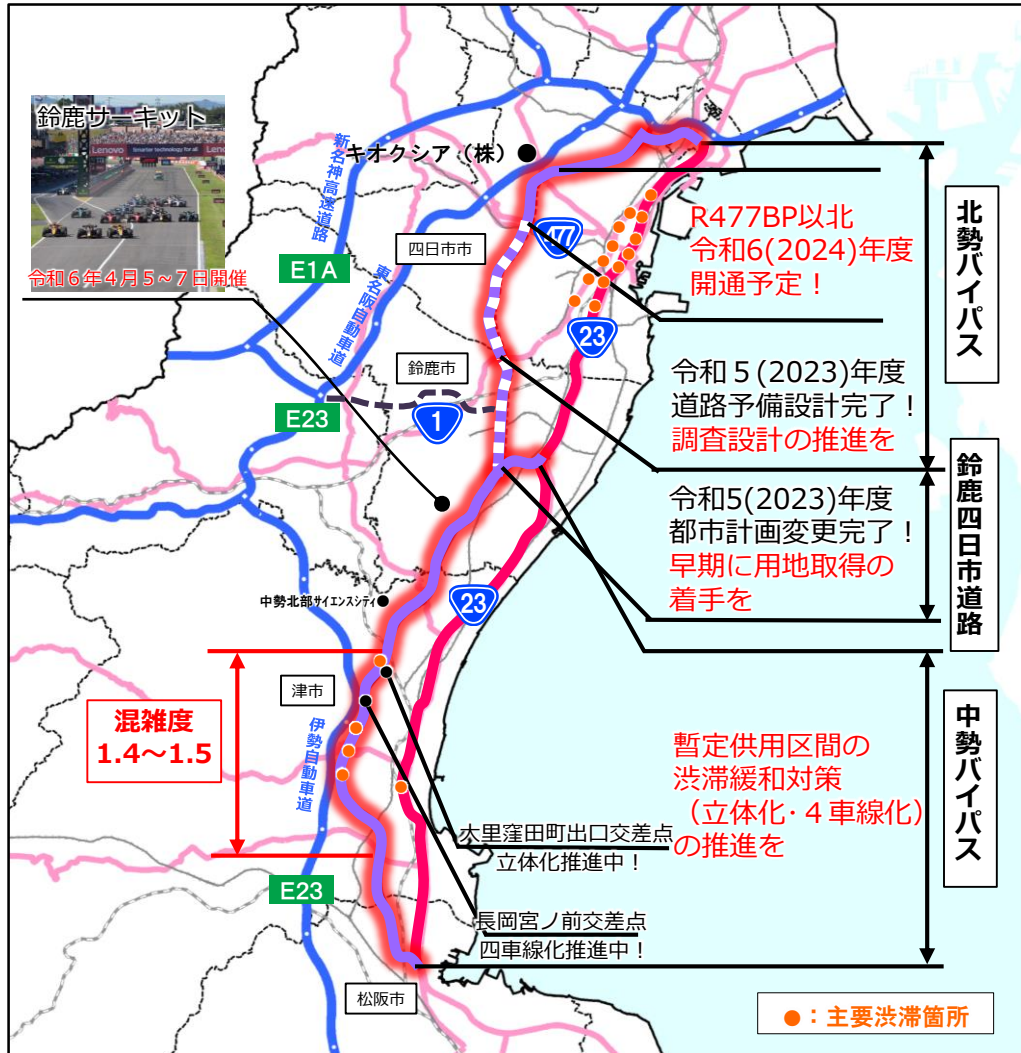 鈴鹿サーキット
Lenovo
Smarter technology for all
Lenovo
令和６年４月５～７日開催
新名神高速道路
キオクシア（株）
四日市市
E1A
東名阪自動車道
477
R477BP以北
令和6(2024)年度
開通予定！
北勢バイパス
23
鈴鹿市
E23
1
令和５(2023)年度
道路予備設計完了！
調査設計の推進を
鈴鹿四日市道路
令和5(2023)年度
都市計画変更完了！
早期に用地取得の
着手を
中勢北部サイエンスシティ
23
津市
混雑度
1.4～1.5
伊勢自動車道
暫定供用区間の
渋滞緩和対策
（立体化・４車線化）
の推進を
中勢バイパス
大里窪田町出口交差点
立体化推進中！
E23
長岡宮ノ前交差点
四車線化推進中！
松阪市
●：主要渋滞箇所